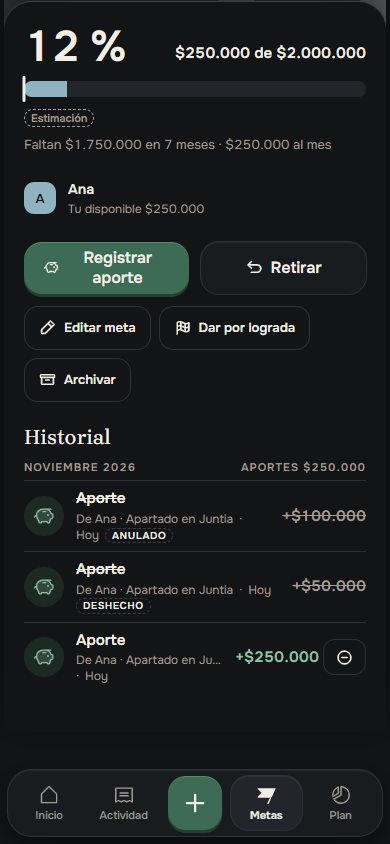 12 %
$250.000 de $2.000.000
Estimación
Faltan $1.750.000 en 7 meses · $250.000 al mes
A
Ana
Tu disponible $250.000
Registrar
aporte
Retirar
Editar meta
Dar por lograda
Archivar
Historial
NOVIEMBRE 2026
APORTES $250.000
Aporte
De Ana · Apartado en Juntia ·
Hoy ANULADO
+$100.000
Aporte
De Ana · Apartado en Juntia · Hoy
DESHECHO
+$50.000
Aporte
De Ana · Apartado en Ju...
· Hoy
+$250.000
Inicio
Actividad
Metas
Plan